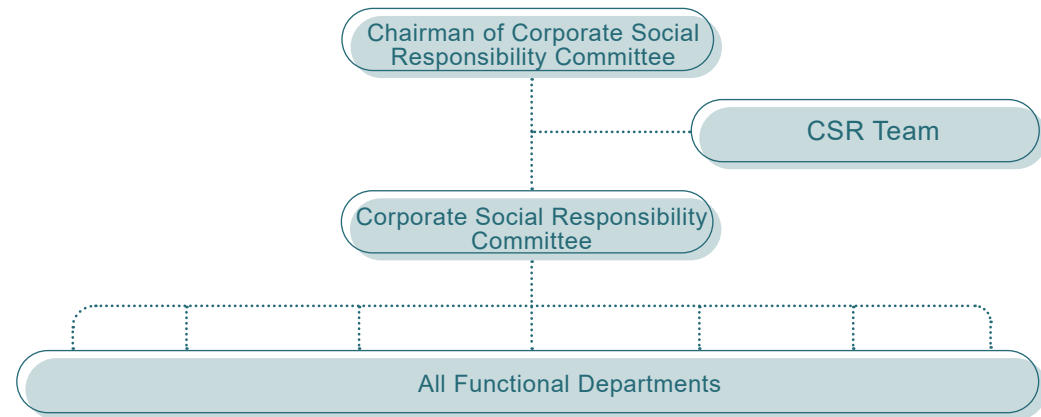 Chairman of Corporate Social
Responsibility Committee
CSR Team
Corporate Social Responsibility
Committee
All Functional Departments